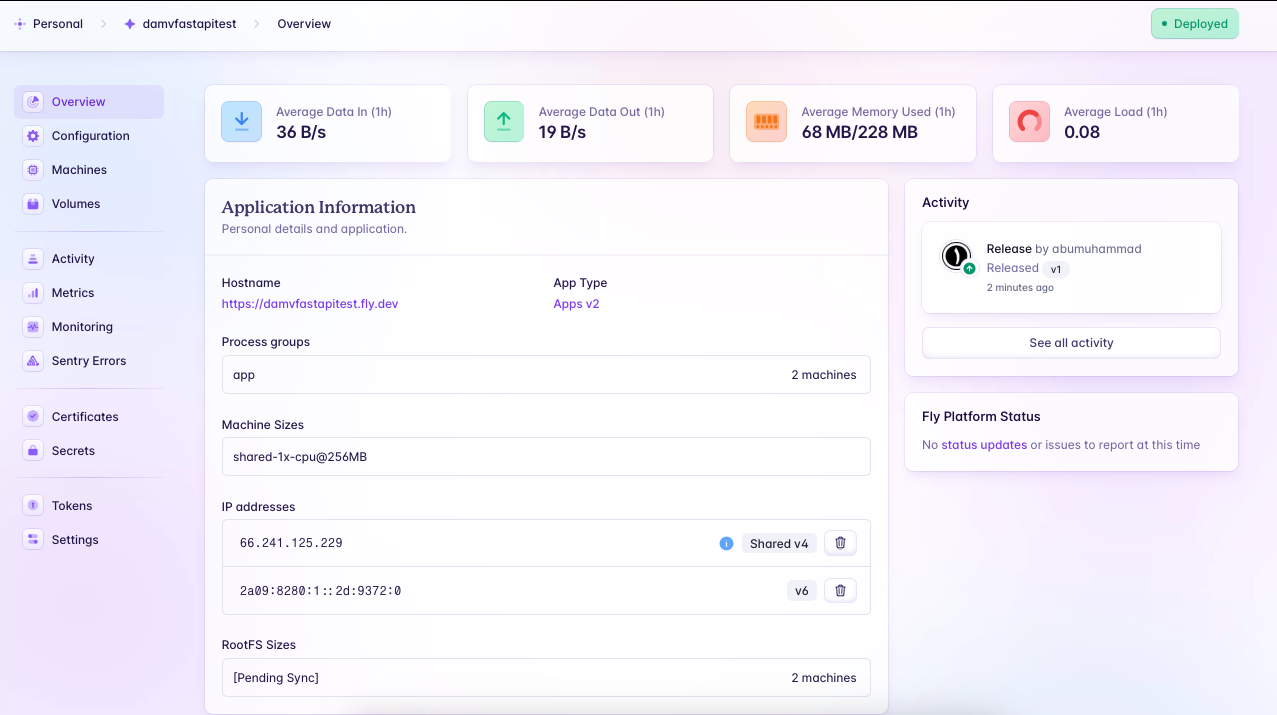 Personal
damvfastapitest
Overview
Deployed
Overview
Configuration
Machines
Volumes
Activity
Metrics
Monitoring
Sentry Errors
Certificates
Secrets
Tokens
Settings
Average Data In (1h)
36 B/s
Average Data Out (1h)
19 B/s
Average Memory Used (1h)
68 MB/228 MB
Average Load (1h)
0.08
Application Information
Personal details and application.
Hostname
https://damvfastapitest.fly.dev
App Type
Apps v2
Process groups
app 2 machines
Machine Sizes
shared-1x-cpu@256MB
IP addresses
66.241.125.229 Shared v4
2a09:8280:1::2d:9372:0 v6
RootFS Sizes
[Pending Sync] 2 machines
Activity
Release by abumuhammad
Released v1
2 minutes ago
See all activity
Fly Platform Status
No status updates or issues to report at this time